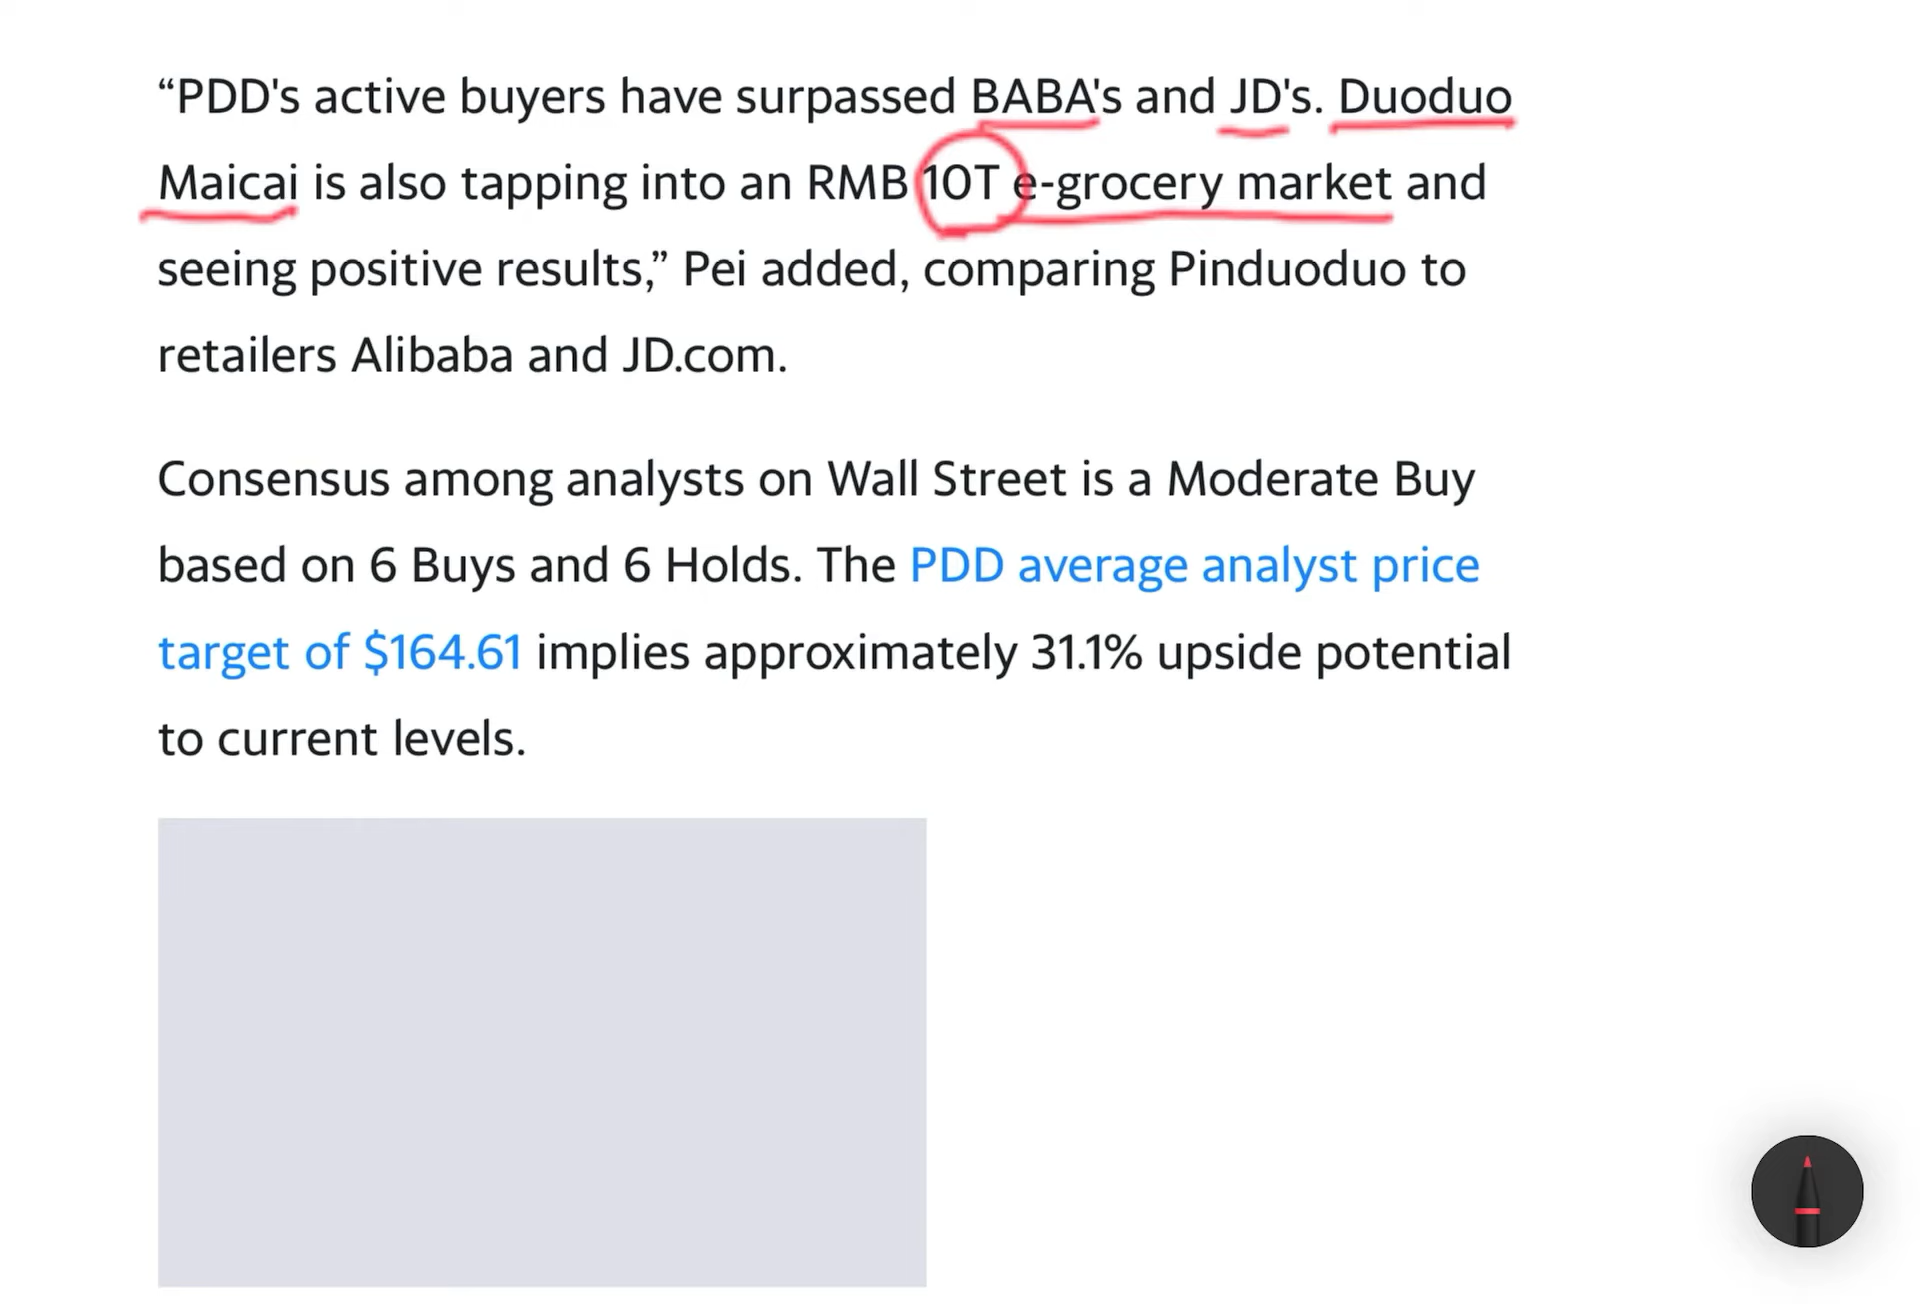 “PDD's active buyers have surpassed BABA's and JD's. Duoduo
Maicai is also tapping into an RMB 10T e-grocery market and
seeing positive results,” Pei added, comparing Pinduoduo to
retailers Alibaba and JD.com.
Consensus among analysts on Wall Street is a Moderate Buy
based on 6 Buys and 6 Holds. The PDD average analyst price
target of $164.61 implies approximately 31.1% upside potential
to current levels.